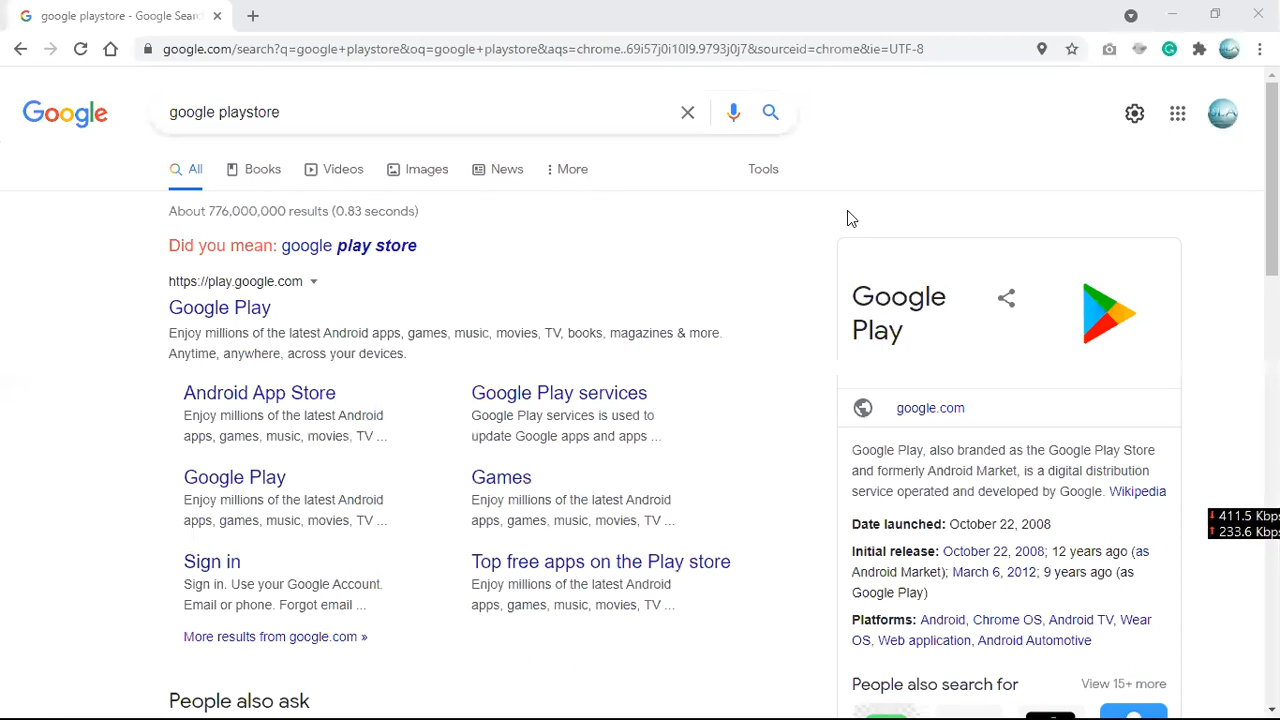 google playstore - Google Sear
google.com/search?q=google+playstore&oq=google+playstore&aqs=chrome..69i57j0i10l9.9793j0j7&sourceid=chrome&ie=UTF-8
Google
google playstore
All
Books
Videos
Images
News
More
Tools
About 776,000,000 results (0.83 seconds)
Did you mean: google play store
https://play.google.com
Google Play
Enjoy millions of the latest Android apps, games, music, movies, TV, books, magazines & more.
Anytime, anywhere, across your devices.
Android App Store
Enjoy millions of the latest Android
apps, games, music, movies, TV ...
Google Play services
Google Play services is used to
update Google apps and apps ...
Google Play
Enjoy millions of the latest Android
apps, games, music, movies, TV ...
Games
Enjoy millions of the latest Android
apps, games, music, movies, TV ...
Sign in
Sign in. Use your Google Account.
Email or phone. Forgot email ...
Top free apps on the Play store
Enjoy millions of the latest Android
apps, games, music, movies, TV ...
More results from google.com »
People also ask
Google
Play
google.com
Google Play, also branded as the Google Play Store
and formerly Android Market, is a digital distribution
service operated and developed by Google. Wikipedia
Date launched: October 22, 2008
Initial release: October 22, 2008; 12 years ago (as
Android Market); March 6, 2012; 9 years ago (as
Google Play)
Platforms: Android, Chrome OS, Android TV, Wear
OS, Web application, Android Automotive
People also search for
View 15+ more
411.5 Kbps
233.6 Kbps